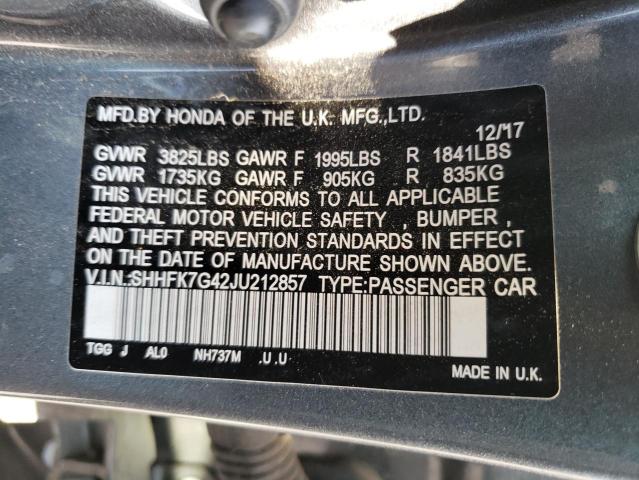 MFD.BY HONDA OF THE U.K. MFG.,LTD.
12/'17
GVWR 3825LBS GAWR F 1995LBS R 1841LBS
GVWR 1735KG GAWR F 905KG R 835KG
THIS VEHICLE CONFORMS TO ALL APPLICABLE
FEDERAL MOTOR VEHICLE SAFETY , BUMPER ,
AND THEFT PREVENTION STANDARDS IN EFFECT
ON THE DATE OF MANUFACTURE SHOWN ABOVE.
V.I.N.:SHHFK7G42JU212857 TYPE:PASSENGER CAR
TGG J AL0 NH737M .U .U
MADE IN U.K.